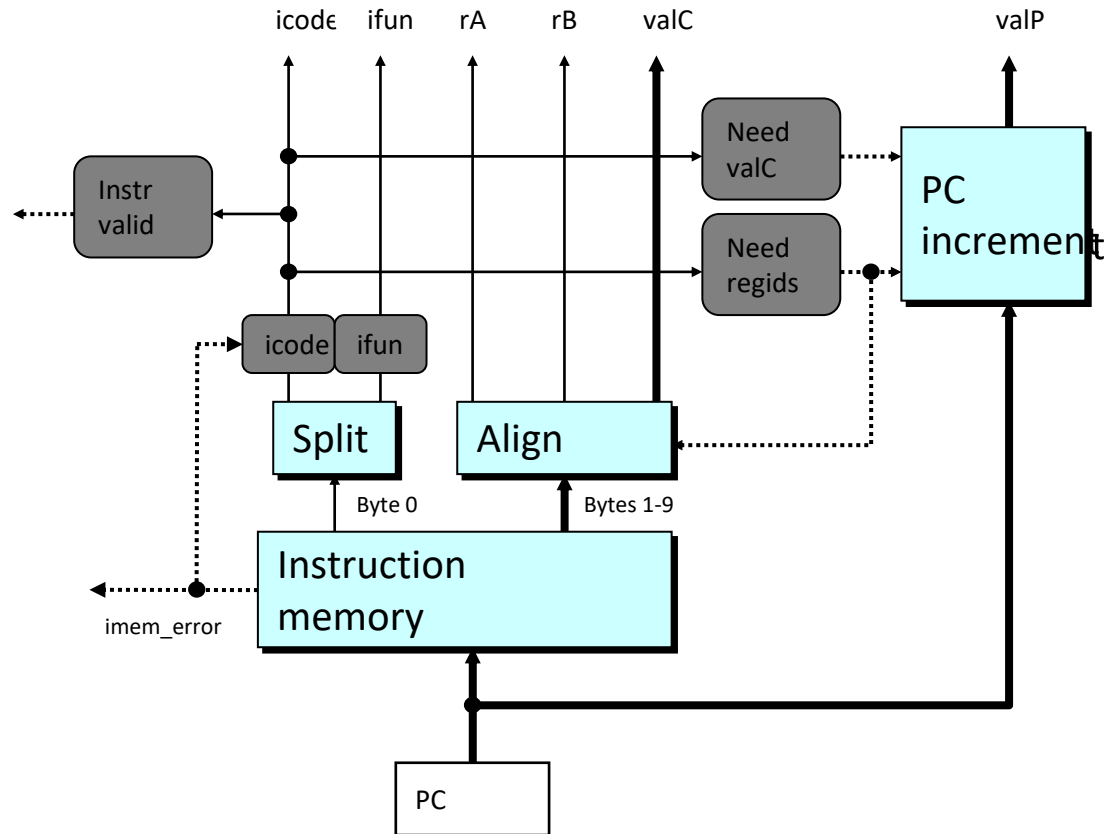 icode ifun rA rB valC valP
Need
valC
Instr
valid
PC
increment
Need
regids
icode ifun
Split
Align
Byte 0
Bytes 1-9
Instruction
memory
imem_error
PC